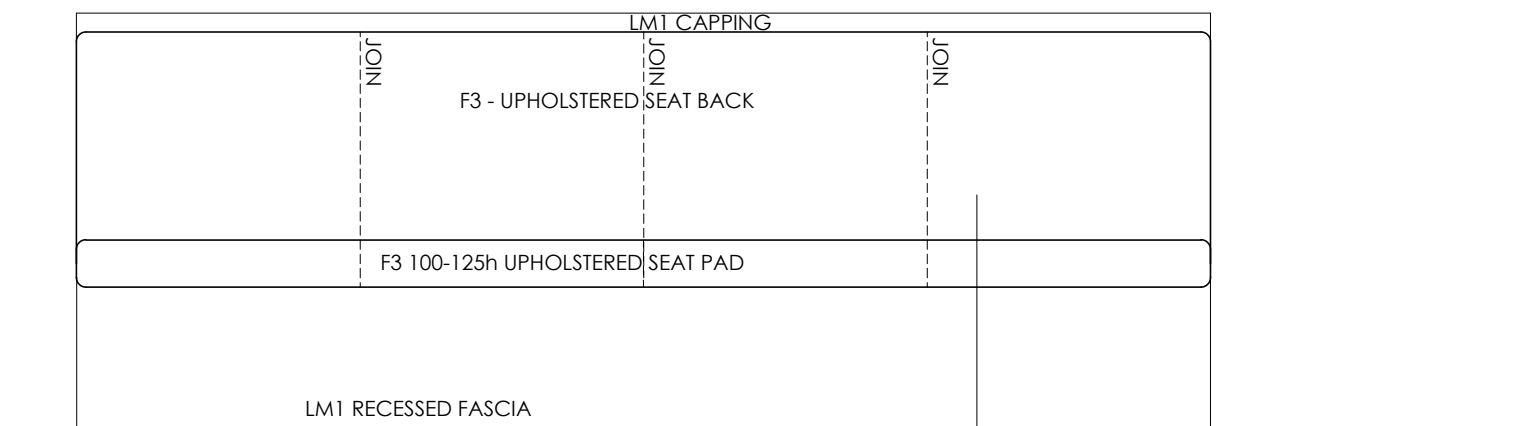 LM1 CAPPING
JOIN
JOIN
JOIN
F3 - UPHOLSTERED SEAT BACK
F3 100-125h UPHOLSTERED SEAT PAD
LM1 RECESSED FASCIA